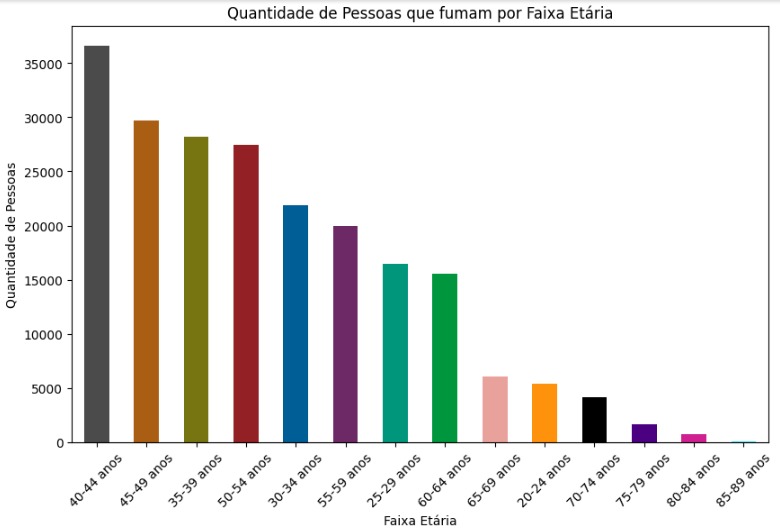 Quantidade de Pessoas que fumam por Faixa Etária
Quantidade de Pessoas
35000
30000
25000
20000
15000
10000
5000
0
40-44 anos
45-49 anos
35-39 anos
50-54 anos
30-34 anos
55-59 anos
25-29 anos
60-64 anos
65-69 anos
20-24 anos
70-74 anos
75-79 anos
80-84 anos
85-89 anos
Faixa Etária